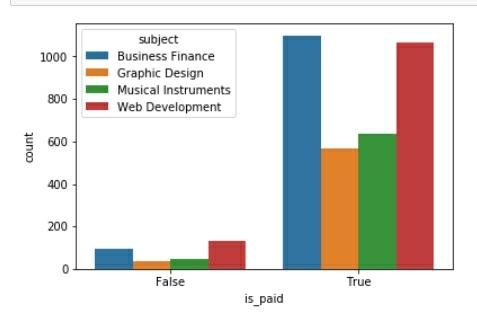 subject
Business Finance
Graphic Design
Musical Instruments
Web Development
1000
800
600
400
200
0
count
False True
is_paid